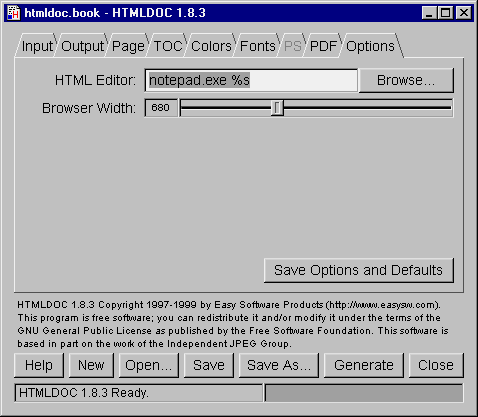 htmldoc.book - HTMLDOC 1.8.3
Input Output Page TOC Colors Fonts PS PDF Options
HTML Editor: notepad.exe %s Browse...
Browser Width: 680
Save Options and Defaults
HTMLDOC 1.8.3 Copyright 1997-1999 by Easy Software Products (http://www.easysw.com).
This program is free software; you can redistribute it and/or modify it under the terms of the
GNU General Public License as published by the Free Software Foundation. This software is
based in part on the work of the Independent JPEG Group.
Help New Open... Save Save As... Generate Close
HTMLDOC 1.8.3 Ready.